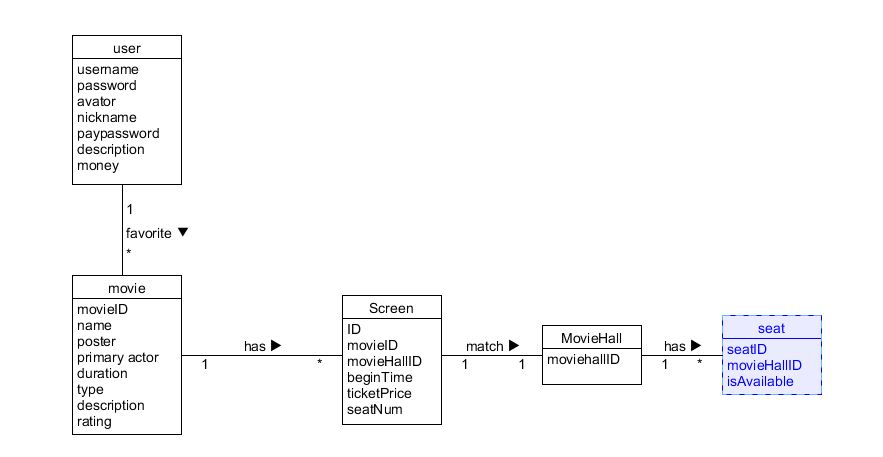 user
username
password
avator
nickname
paypassword
description
money
1
favorite ▼
*
movie
movieID
name
poster
primary actor
duration
type
description
rating
has ▶
1 *
Screen
ID
movieID
movieHallID
beginTime
ticketPrice
seatNum
match ▶
1 1
MovieHall
moviehallID
has ▶
1 *
seat
seatID
movieHallID
isAvailable